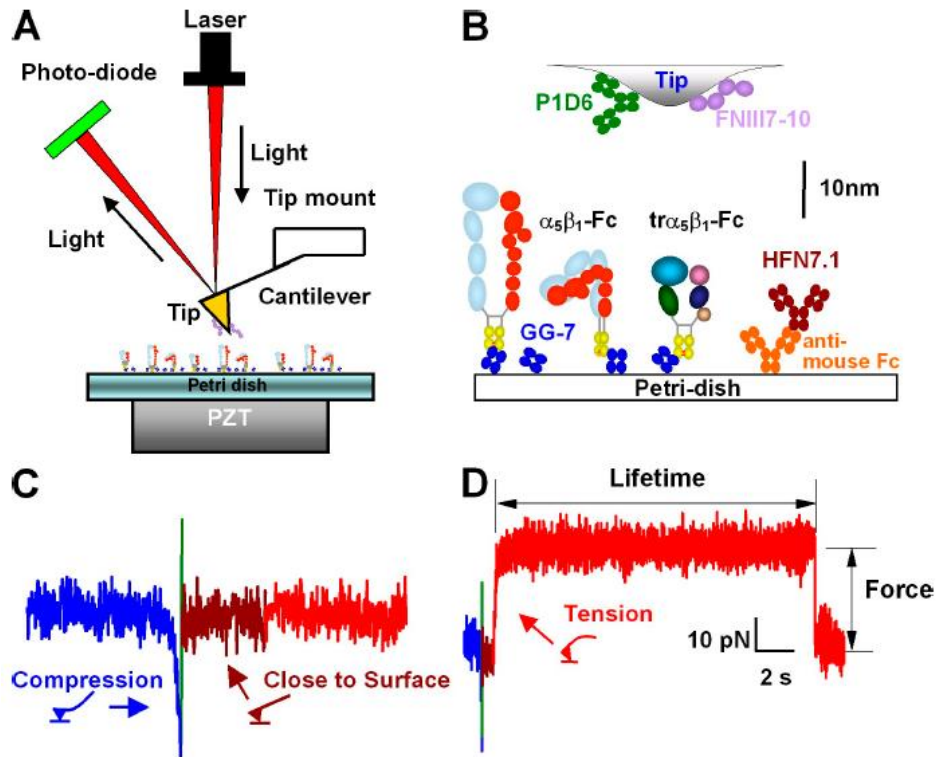 A
Laser
Photo-diode
Light
Tip mount
Light
Cantilever
Tip
Petri dish
PZT
B
Tip
P1D6
FNIII7-10
10nm
α₅β₁-Fc
trα₅β₁-Fc
HFN7.1
GG-7
anti-
mouse Fc
Petri-dish
C
Compression
Close to Surface
D
Lifetime
Force
Tension
10 pN
2 s